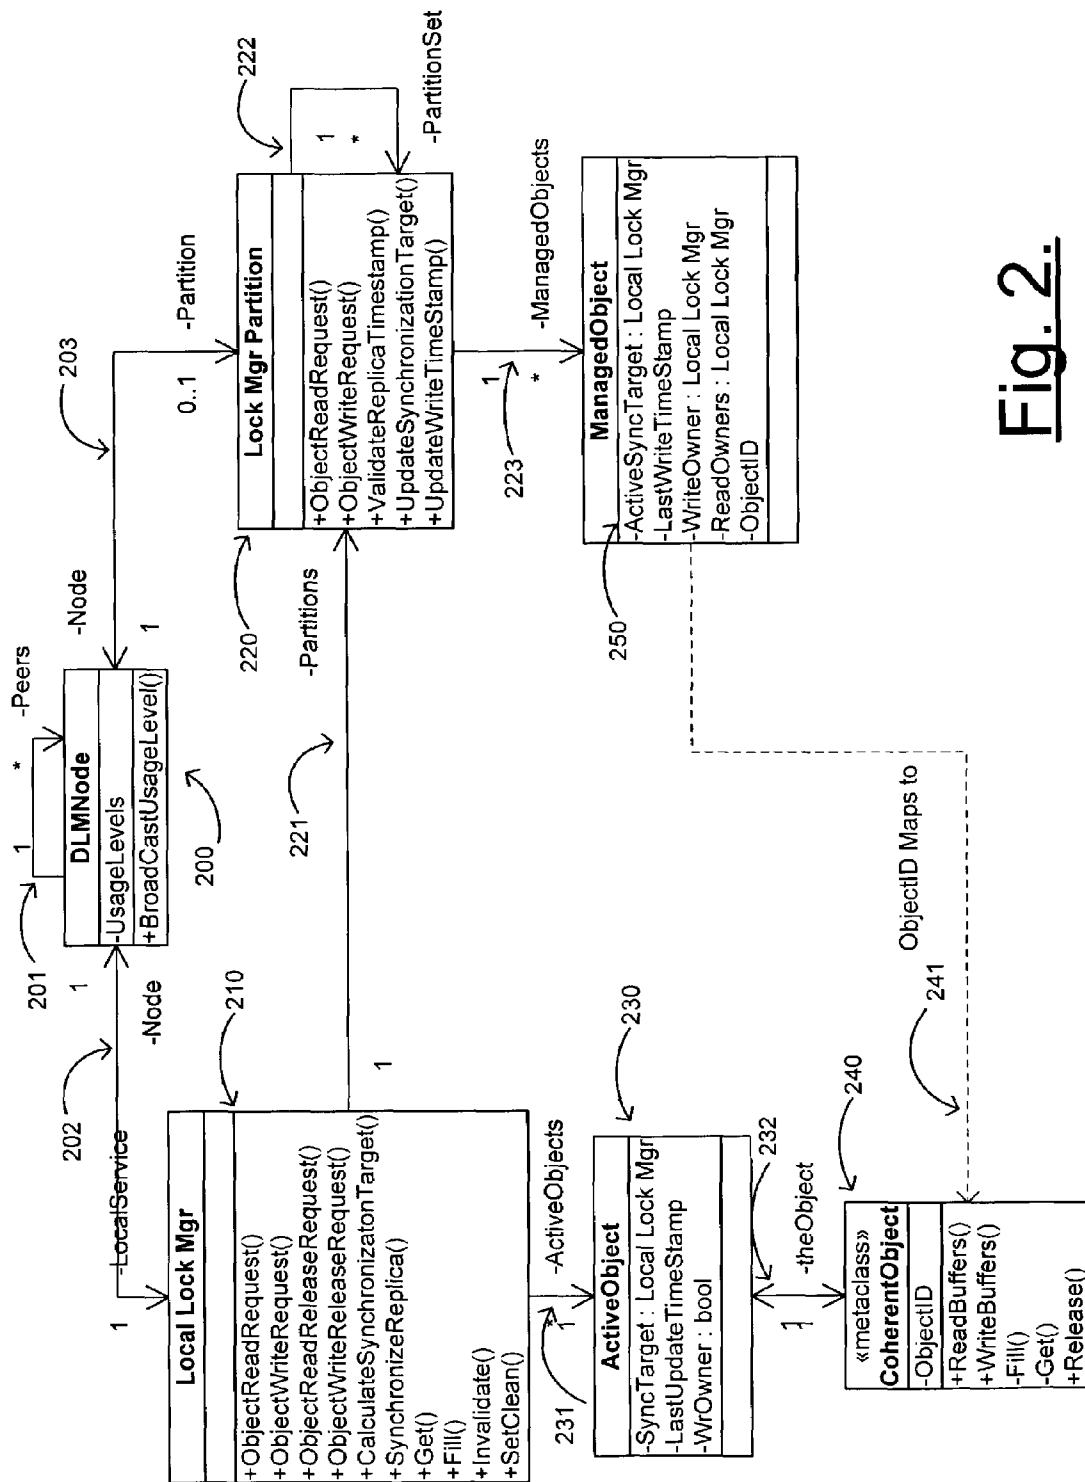 201
1
*
-Peers
DLMNode
-UsageLevels
+BroadCastUsageLevel()
200
202
-LocalService
1
1
-Node
203
-Node
1
-Partition
0..1
Local Lock Mgr
+ObjectReadRequest()
+ObjectWriteRequest()
+ObjectReadReleaseRequest()
+ObjectWriteReleaseRequest()
+CalculateSynchronizatonTarget()
+SynchronizeReplica()
+Get()
+Fill()
+Invalidate()
+SetClean()
210
1
221
-Partitions
220
Lock Mgr Partition
+ObjectReadRequest()
+ObjectWriteRequest()
+ValidateReplicaTimestamp()
+UpdateSynchronizationTarget()
+UpdateWriteTimeStamp()
222
1
*
-PartitionSet
223
1
*
-ManagedObjects
231
*
1
-ActiveObjects
ActiveObject
-SyncTarget : Local Lock Mgr
-LastUpdateTimeStamp
-WrOwner : bool
230
250
ManagedObject
-ActiveSyncTarget : Local Lock Mgr
-LastWriteTimeStamp
-WriteOwner : Local Lock Mgr
-ReadOwners : Local Lock Mgr
-ObjectID
232
1
1
-theObject
240
«metaclass»
CoherentObject
-ObjectID
+ReadBuffers()
+WriteBuffers()
-Fill()
-Get()
+Release()
241
ObjectID Maps to
Fig. 2.